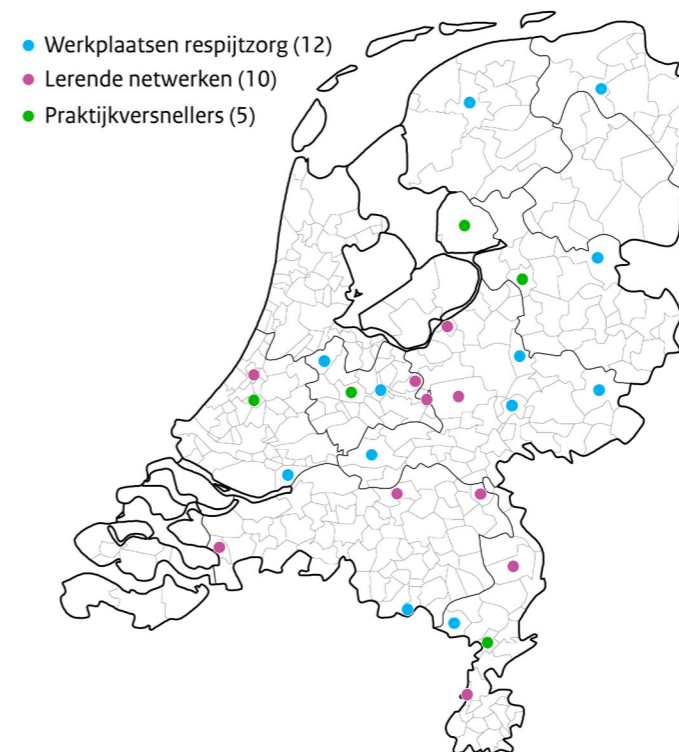 Werkplaatsen respijtzorg (12)
Lerende netwerken (10)
Praktijkversnellers (5)